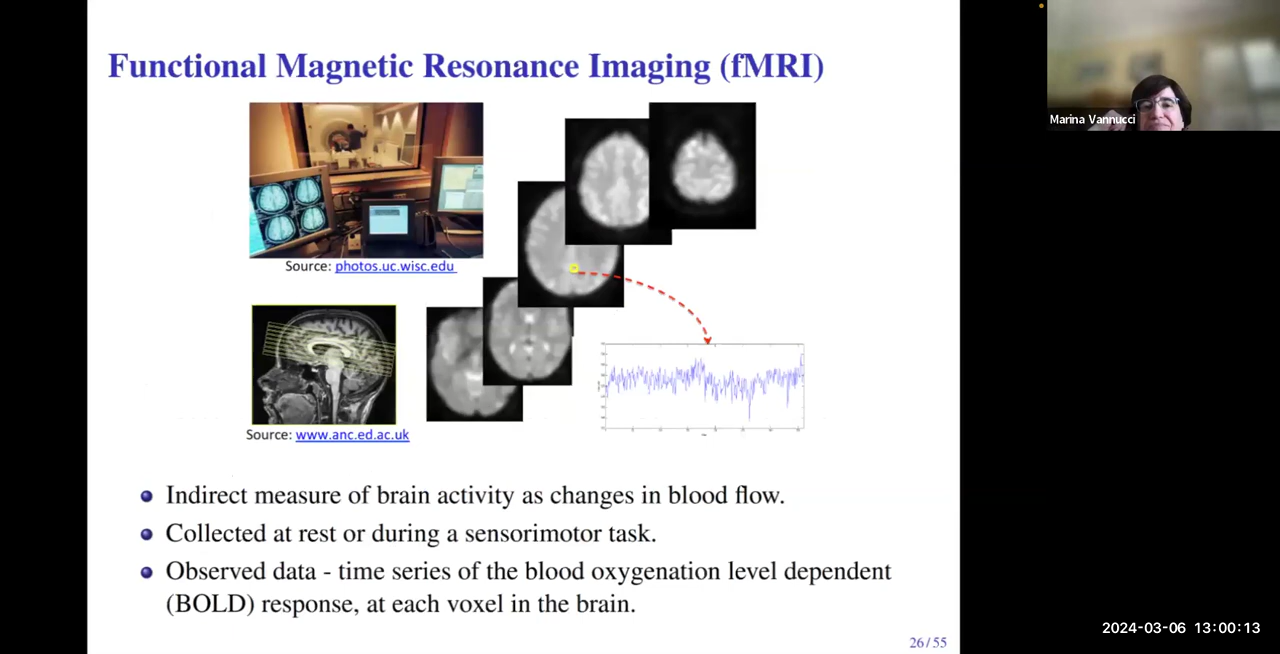 Functional Magnetic Resonance Imaging (fMRI)
Marina Vannucci
Source: photos.uc.wisc.edu
Source: www.anc.ed.ac.uk
Indirect measure of brain activity as changes in blood flow.
Collected at rest or during a sensorimotor task.
Observed data - time series of the blood oxygenation level dependent
(BOLD) response, at each voxel in the brain.
2024-03-06 13:00:13
26/55